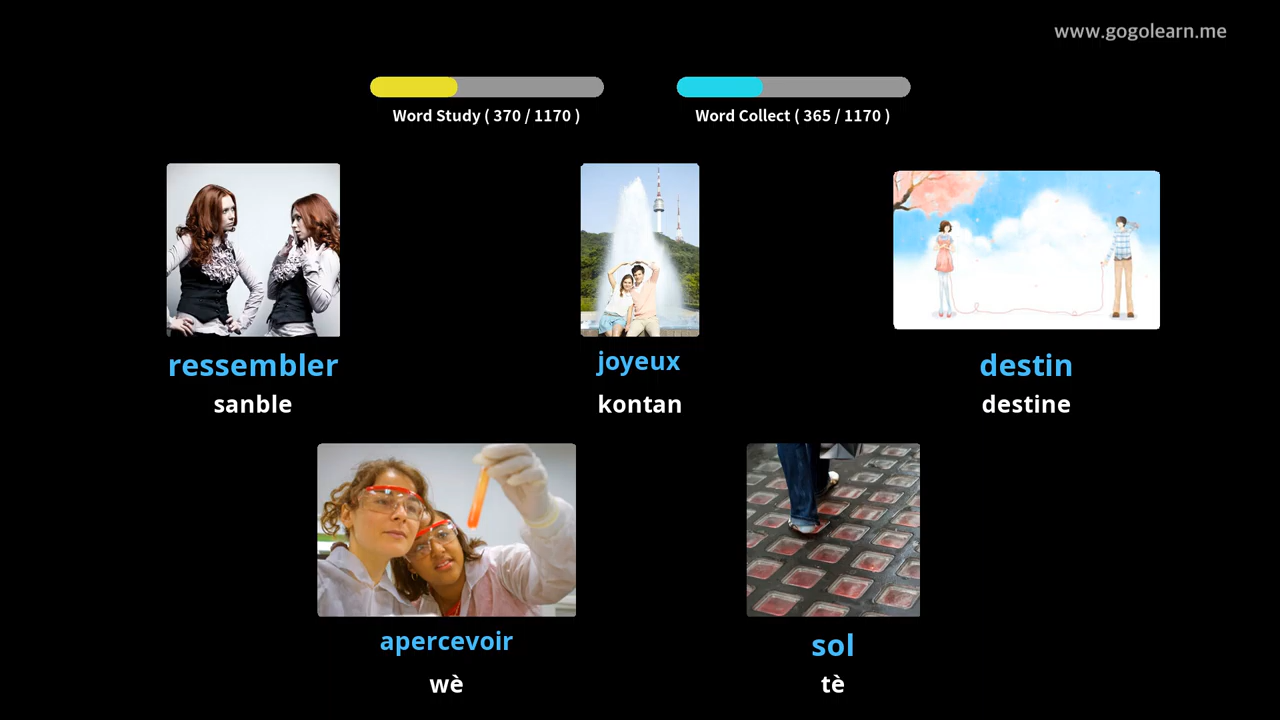 www.gogolearn.me
Word Study ( 370 / 1170 )
Word Collect ( 365 / 1170 )
ressembler
sanble
joyeux
kontan
destin
destine
apercevoir
wè
sol
tè